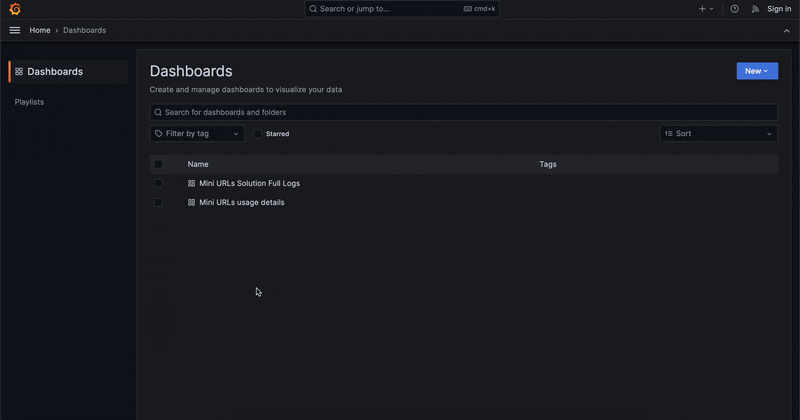 Search or jump to... cmd+k Sign in
Home › Dashboards
Dashboards
Playlists
Dashboards
New
Create and manage dashboards to visualize your data
Search for dashboards and folders
Filter by tag Starred Sort
Name Tags
Mini URLs Solution Full Logs
Mini URLs usage details